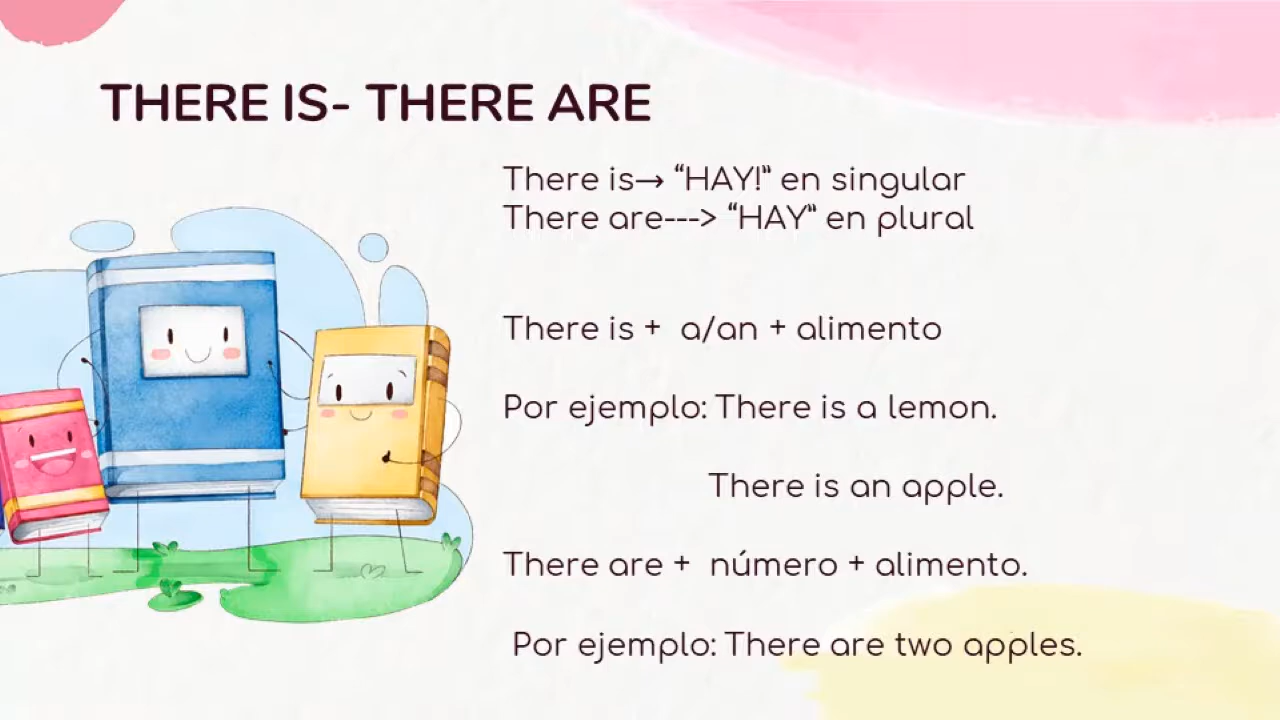 THERE IS- THERE ARE
There is→ “HAY!” en singular
There are---> “HAY” en plural
There is + a/an + alimento
Por ejemplo: There is a lemon.
There is an apple.
There are + número + alimento.
Por ejemplo: There are two apples.